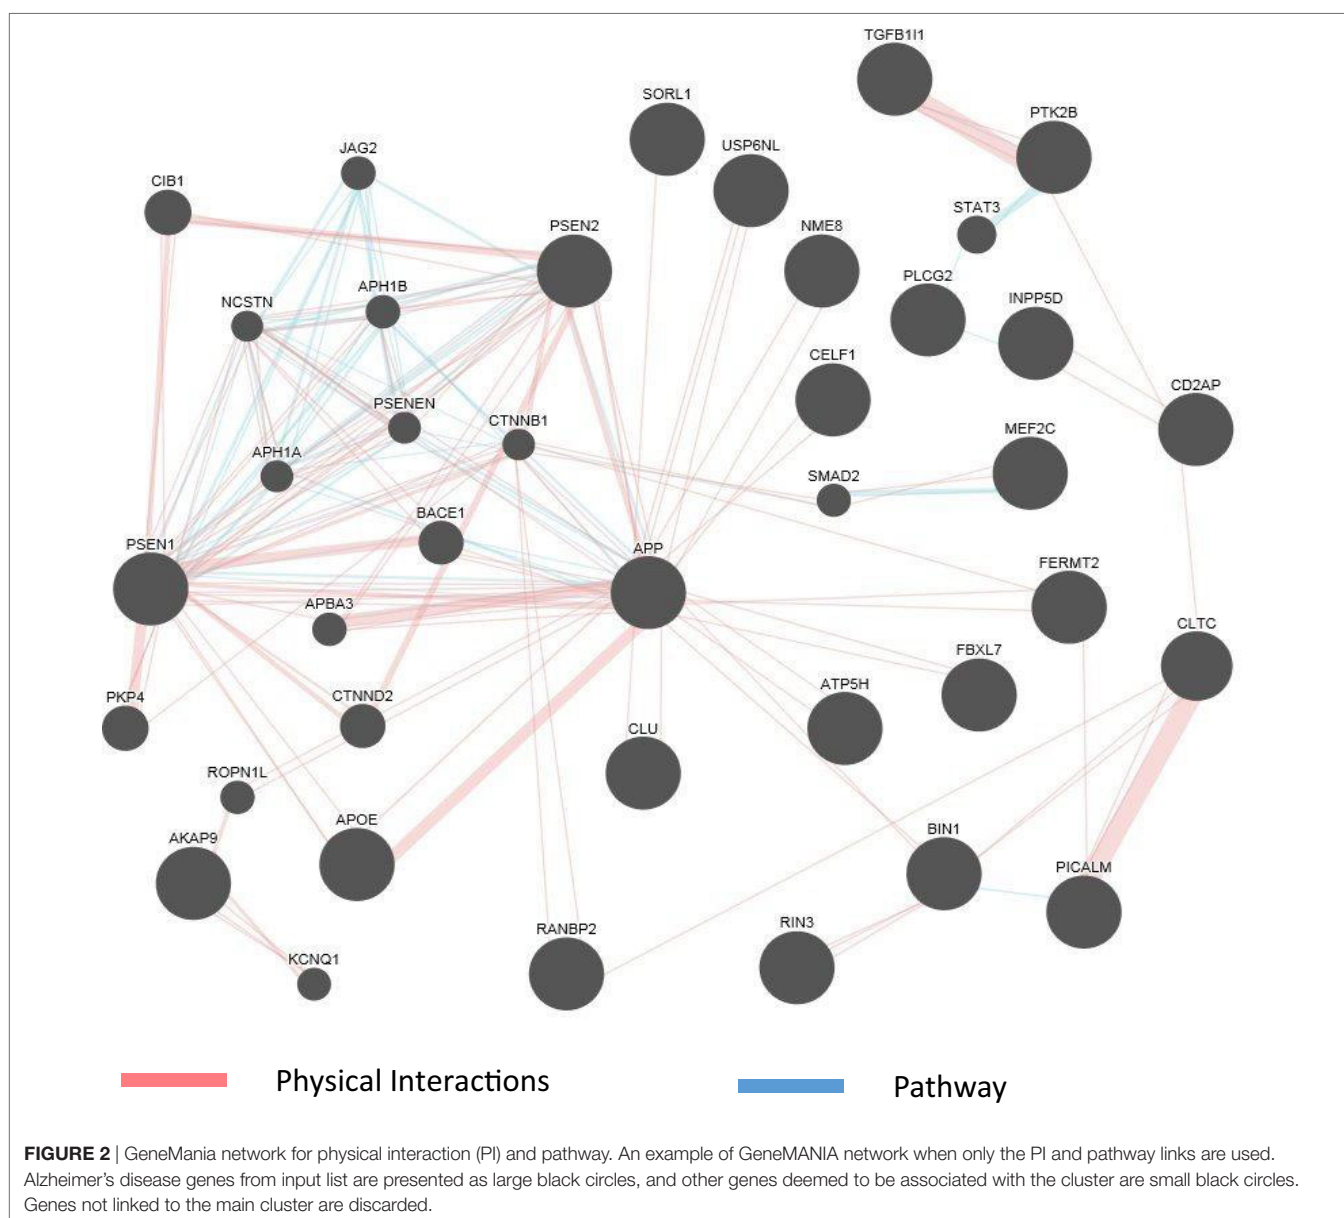 TGFB1I1
SORL1
PTK2B
USP6NL
JAG2
CIB1
STAT3
PSEN2
NME8
PLCG2
APH1B
INPP5D
NCSTN
CELF1
CD2AP
PSENEN
CTNNB1
MEF2C
APH1A
SMAD2
BACE1
PSEN1
APP
FERMT2
APBA3
CLTC
FBXL7
ATP5H
PKP4
CTNND2
CLU
ROPN1L
APOE
BIN1
AKAP9
PICALM
RIN3
RANBP2
KCNQ1
Physical Interactions
Pathway
FIGURE 2 | GeneMania network for physical interaction (PI) and pathway. An example of GeneMANIA network when only the PI and pathway links are used.
Alzheimer's disease genes from input list are presented as large black circles, and other genes deemed to be associated with the cluster are small black circles.
Genes not linked to the main cluster are discarded.